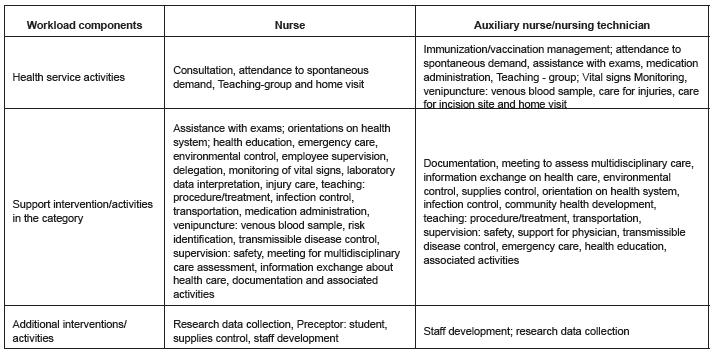 Workload components
Nurse
Auxiliary nurse/nursing technician
Health service activities
Consultation, attendance to spontaneous
demand, Teaching-group and home visit
Immunization/vaccination management; attendance to
spontaneous demand, assistance with exams, medication
administration, Teaching - group; Vital signs Monitoring,
venipuncture: venous blood sample, care for injuries, care
for incision site and home visit
Support intervention/activities
in the category
Assistance with exams; orientations on health
system; health education, emergency care,
environmental control, employee supervision,
delegation, monitoring of vital signs, laboratory
data interpretation, injury care, teaching:
procedure/treatment, infection control,
transportation, medication administration,
venipuncture: venous blood sample, risk
identification, transmissible disease control,
supervision: safety, meeting for multidisciplinary
care assessment, information exchange about
health care, documentation and associated
activities
Documentation, meeting to assess multidisciplinary care,
information exchange on health care, environmental
control, supplies control, orientation on health system,
infection control, community health development,
teaching: procedure/treatment, transportation,
supervision: safety, support for physician, transmissible
disease control, emergency care, health education,
associated activities
Additional interventions/
activities
Research data collection, Preceptor: student,
supplies control, staff development
Staff development; research data collection